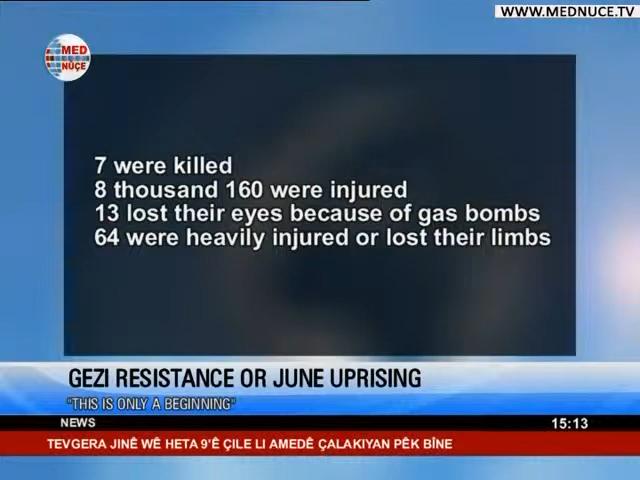 WWW.MEDNUCE.TV
MED
NÛÇE
7 were killed
8 thousand 160 were injured
13 lost their eyes because of gas bombs
64 were heavily injured or lost their limbs
GEZI RESISTANCE OR JUNE UPRISING
"THIS IS ONLY A BEGINNING"
NEWS 15:13
TEVGERA JINÊ WÊ HETA 9'Ê ÇILE LI AMEDÊ ÇALAKIYAN PÊK BÎNE